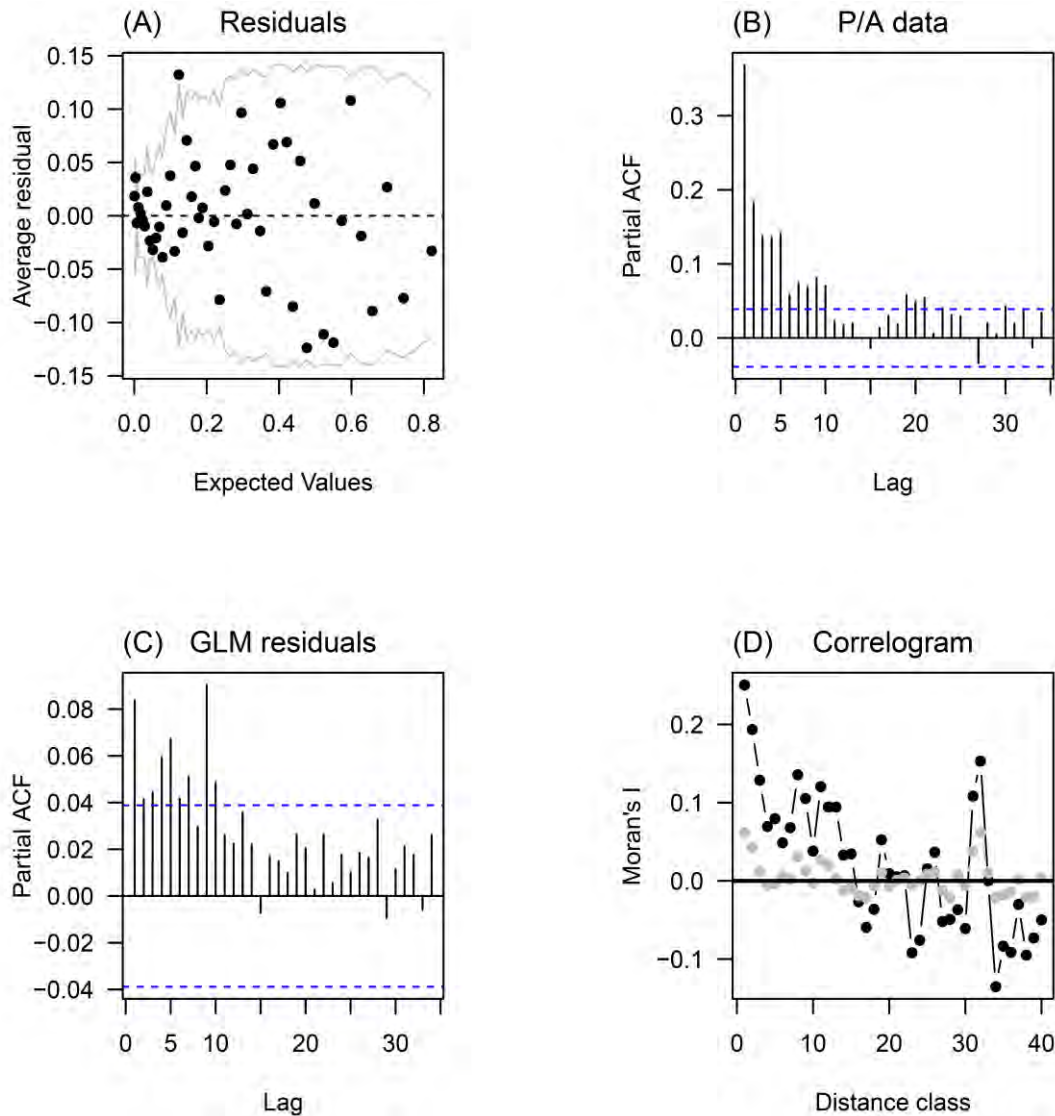 (A) Residuals
0.15
0.10
0.05
0.00
−0.05
−0.10
−0.15
Average residual
0.0 0.2 0.4 0.6 0.8
Expected Values
(B) P/A data
0.3
0.2
0.1
0.0
Partial ACF
0 5 10 20 30
Lag
(C) GLM residuals
0.08
0.06
0.04
0.02
0.00
−0.02
−0.04
Partial ACF
0 5 10 20 30
Lag
(D) Correlogram
0.2
0.1
0.0
−0.1
Moran's I
0 10 20 30 40
Distance class